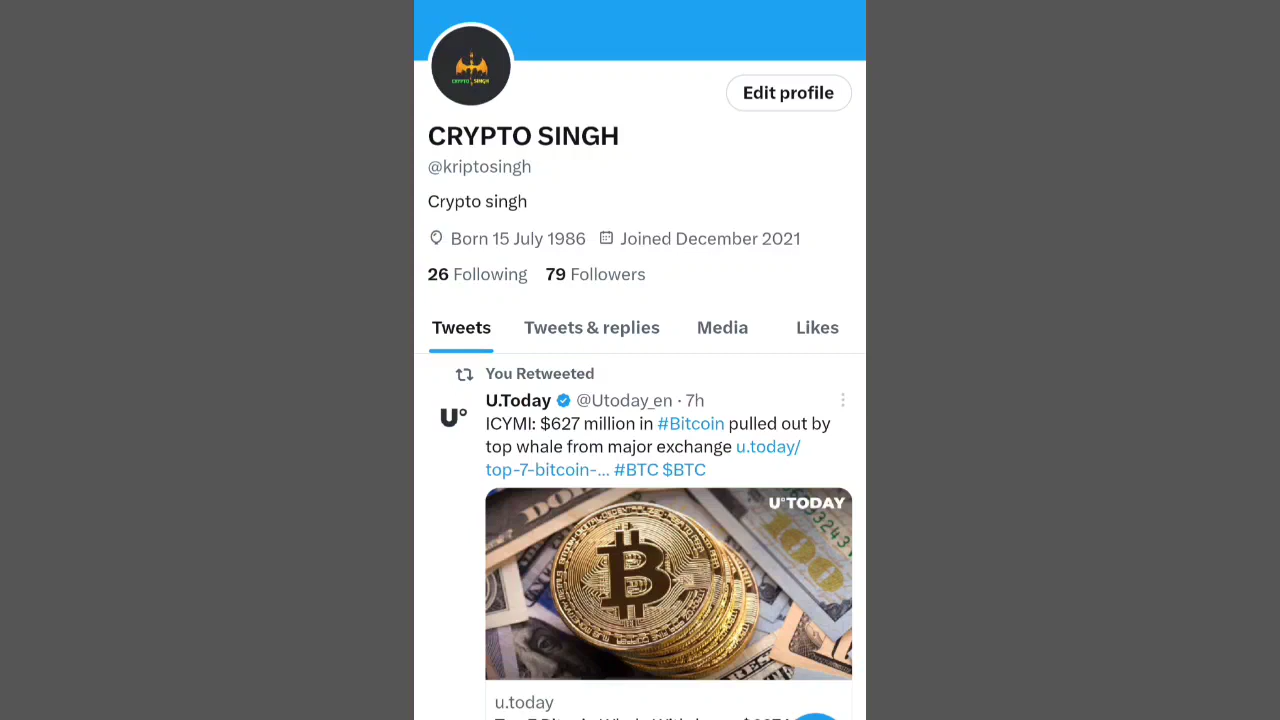 CRYPTO SINGH
Edit profile
CRYPTO SINGH
@kriptosingh
Crypto singh
Born 15 July 1986 Joined December 2021
26 Following 79 Followers
Tweets Tweets & replies Media Likes
You Retweeted
U.Today @Utoday_en · 7h
U°
ICYMI: $627 million in #Bitcoin pulled out by
top whale from major exchange u.today/
top-7-bitcoin-... #BTC $BTC
U°TODAY
100
u.today